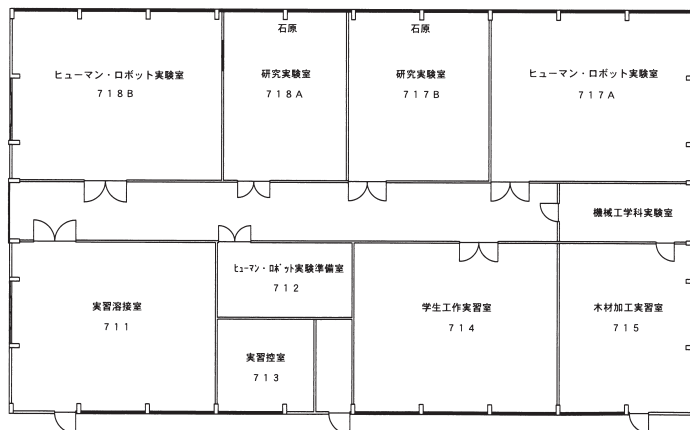 ヒューマン・ロボット実験室
718B
石原
研究実験室
718A
石原
研究実験室
717B
ヒューマン・ロボット実験室
717A
機械工学科実験室
実習溶接室
711
ﾋｭｰﾏﾝ・ﾛﾎﾞｯﾄ実験準備室
712
実習控室
713
学生工作実習室
714
木材加工実習室
715